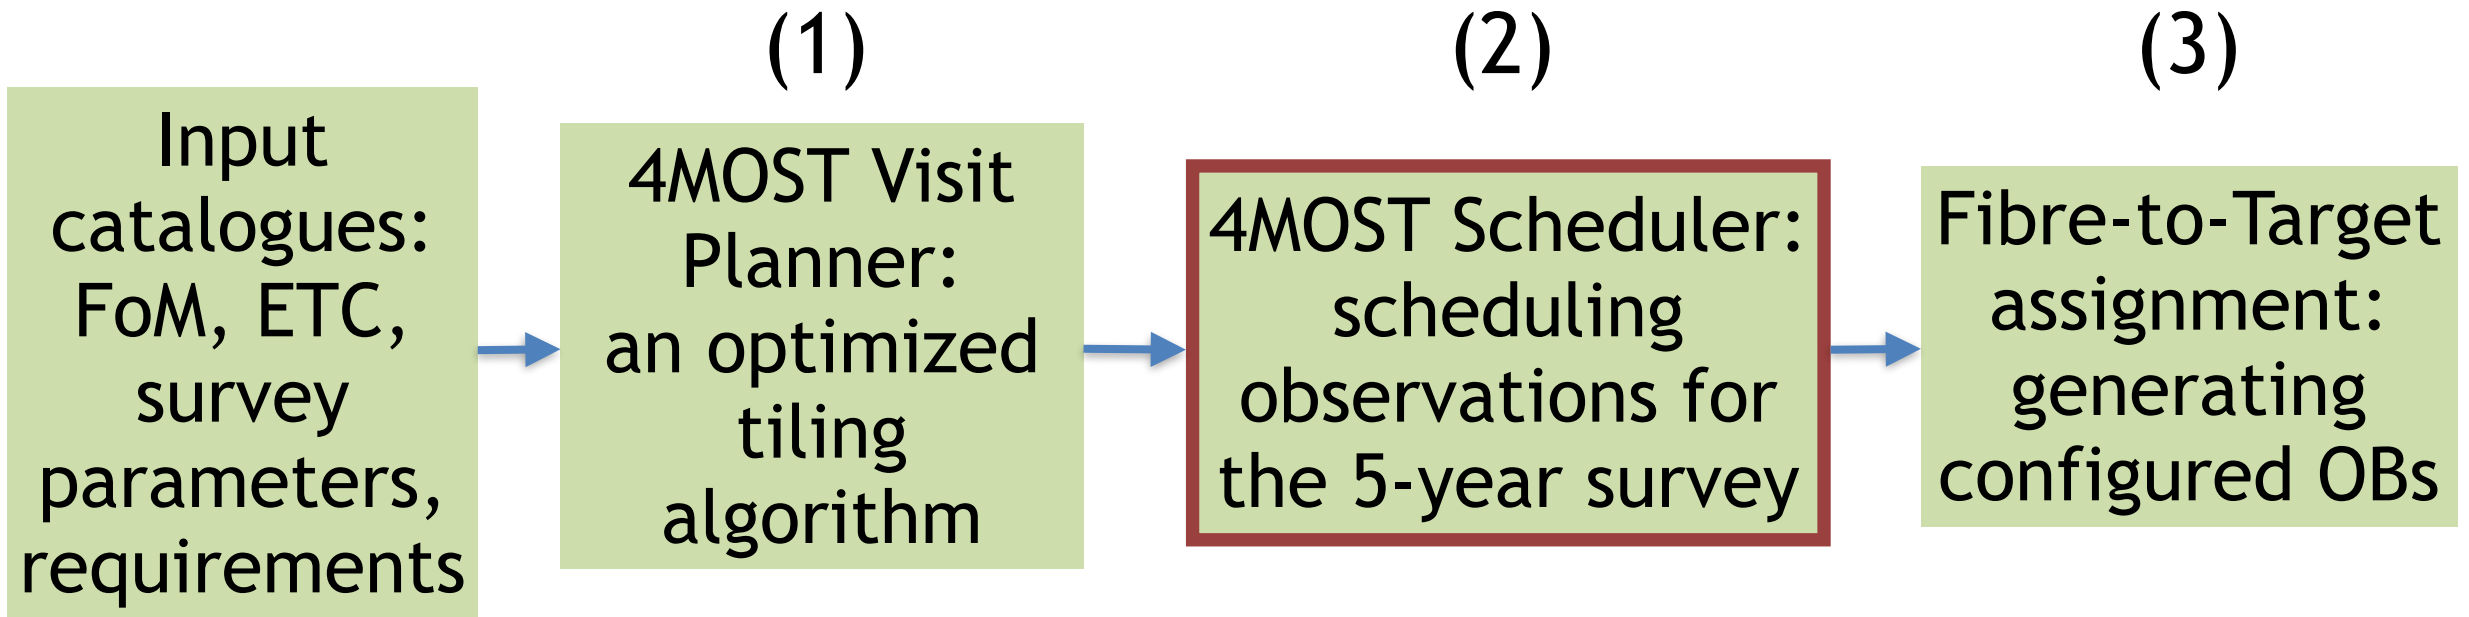 (1)
(2)
(3)
Input
catalogues:
FoM, ETC,
survey
parameters,
requirements
4MOST Visit
Planner:
an optimized
tiling
algorithm
4MOST Scheduler:
scheduling
observations for
the 5-year survey
Fibre-to-Target
assignment:
generating
configured OBs